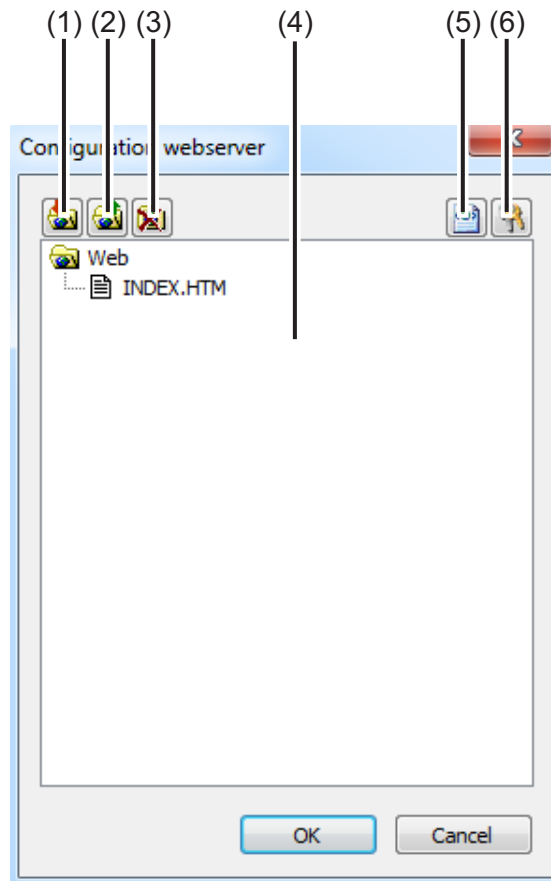 (1) (2) (3) (4) (5) (6)
Configuration webserver
Web
INDEX.HTM
OK Cancel